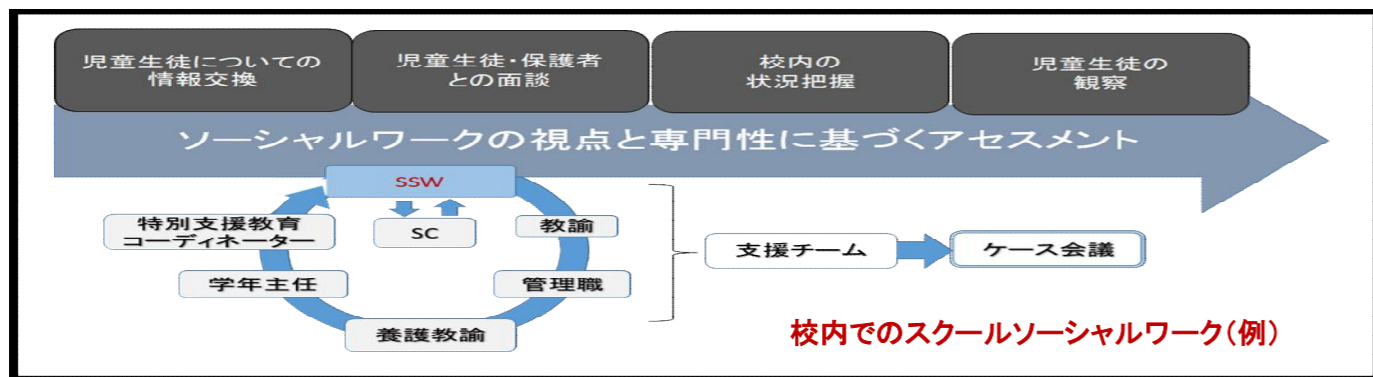 児童生徒についての
情報交換
児童生徒・保護者
との面談
校内の
状況把握
児童生徒の
観察
ソーシャルワークの視点と専門性に基づくアセスメント
SSW
特別支援教育
コーディネーター
SC
教諭
学年主任
管理職
養護教諭
支援チーム
ケース会議
校内でのスクールソーシャルワーク(例)